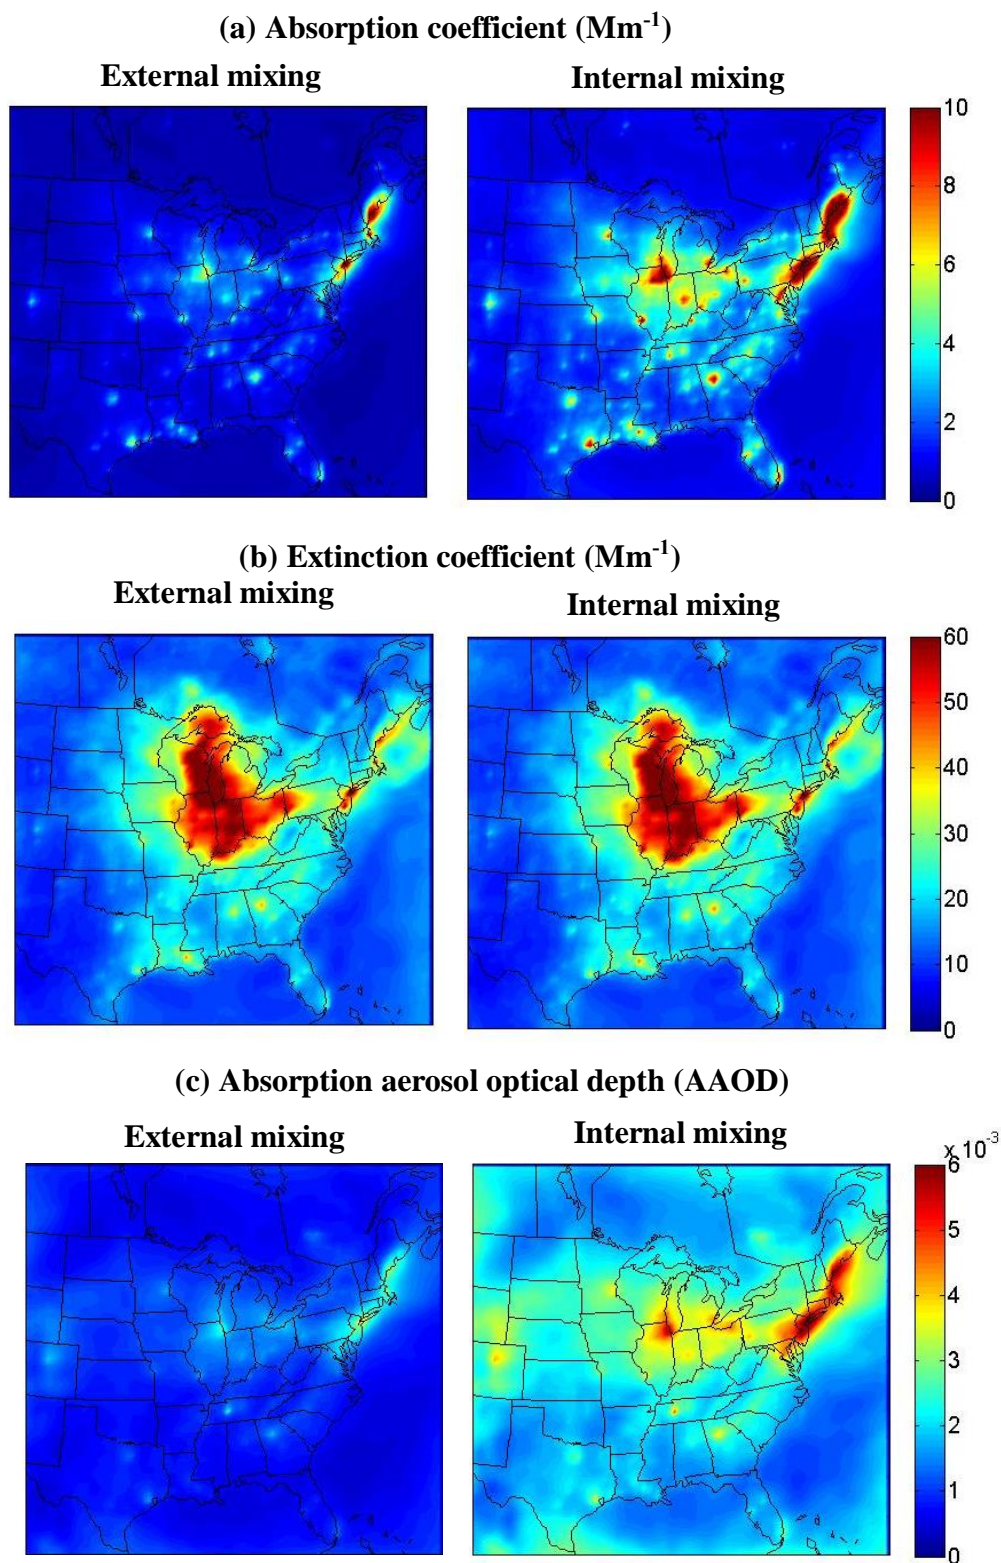 (a) Absorption coefficient (Mm⁻¹)
External mixing
Internal mixing
10
8
6
4
2
0
(b) Extinction coefficient (Mm⁻¹)
External mixing
Internal mixing
60
50
40
30
20
10
0
(c) Absorption aerosol optical depth (AAOD)
External mixing
Internal mixing
x 10⁻³
6
5
4
3
2
1
0